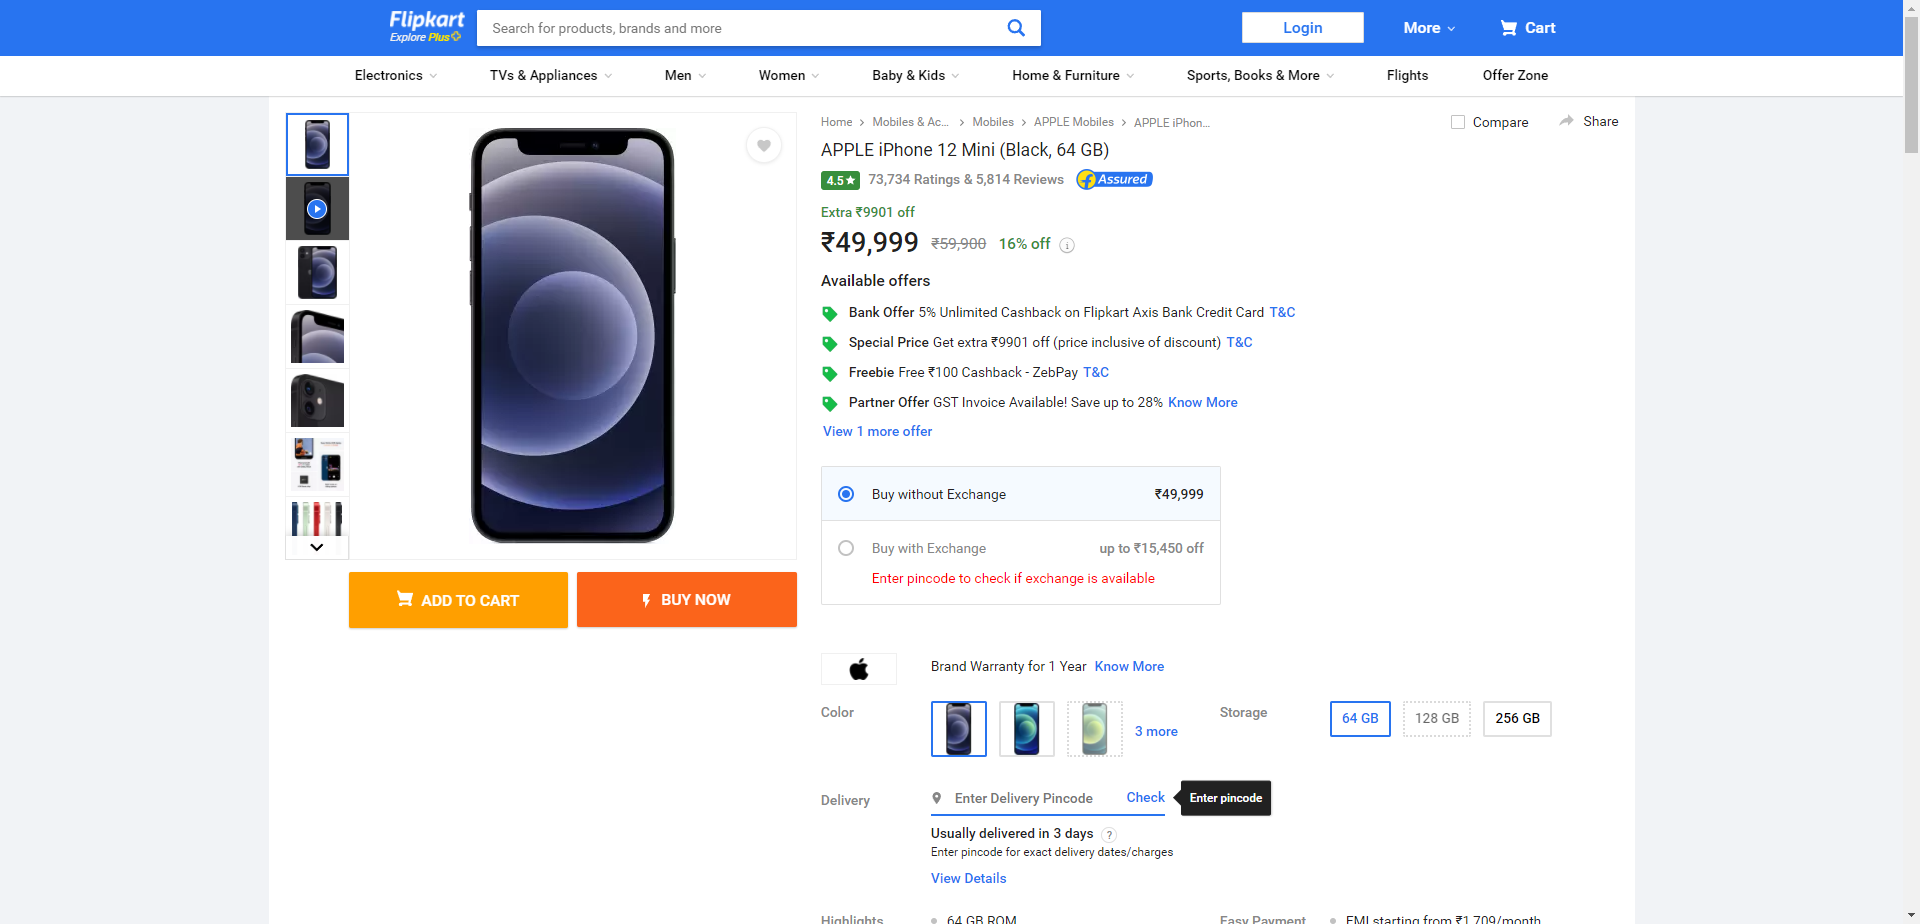 Flipkart
Explore Plus
Search for products, brands and more
Login
More
Cart
Electronics
TVs & Appliances
Men
Women
Baby & Kids
Home & Furniture
Sports, Books & More
Flights
Offer Zone
Home
Mobiles & Ac...
Mobiles
APPLE Mobiles
APPLE iPhon...
Compare
Share
APPLE iPhone 12 Mini (Black, 64 GB)
4.5★ 73,734 Ratings & 5,814 Reviews
Assured
Extra ₹9901 off
₹49,999 ₹59,900 16% off
Available offers
Bank Offer 5% Unlimited Cashback on Flipkart Axis Bank Credit Card T&C
Special Price Get extra ₹9901 off (price inclusive of discount) T&C
Freebie Free ₹100 Cashback - ZebPay T&C
Partner Offer GST Invoice Available! Save up to 28% Know More
View 1 more offer
Buy without Exchange ₹49,999
Buy with Exchange up to ₹15,450 off
Enter pincode to check if exchange is available
ADD TO CART
BUY NOW
Brand Warranty for 1 Year Know More
Color
3 more
Storage
64 GB
128 GB
256 GB
Delivery
Enter Delivery Pincode
Check
Enter pincode
Usually delivered in 3 days ?
Enter pincode for exact delivery dates/charges
View Details
Highlights
64 GB ROM
Easy Payment
EMI starting from ₹1,709/month